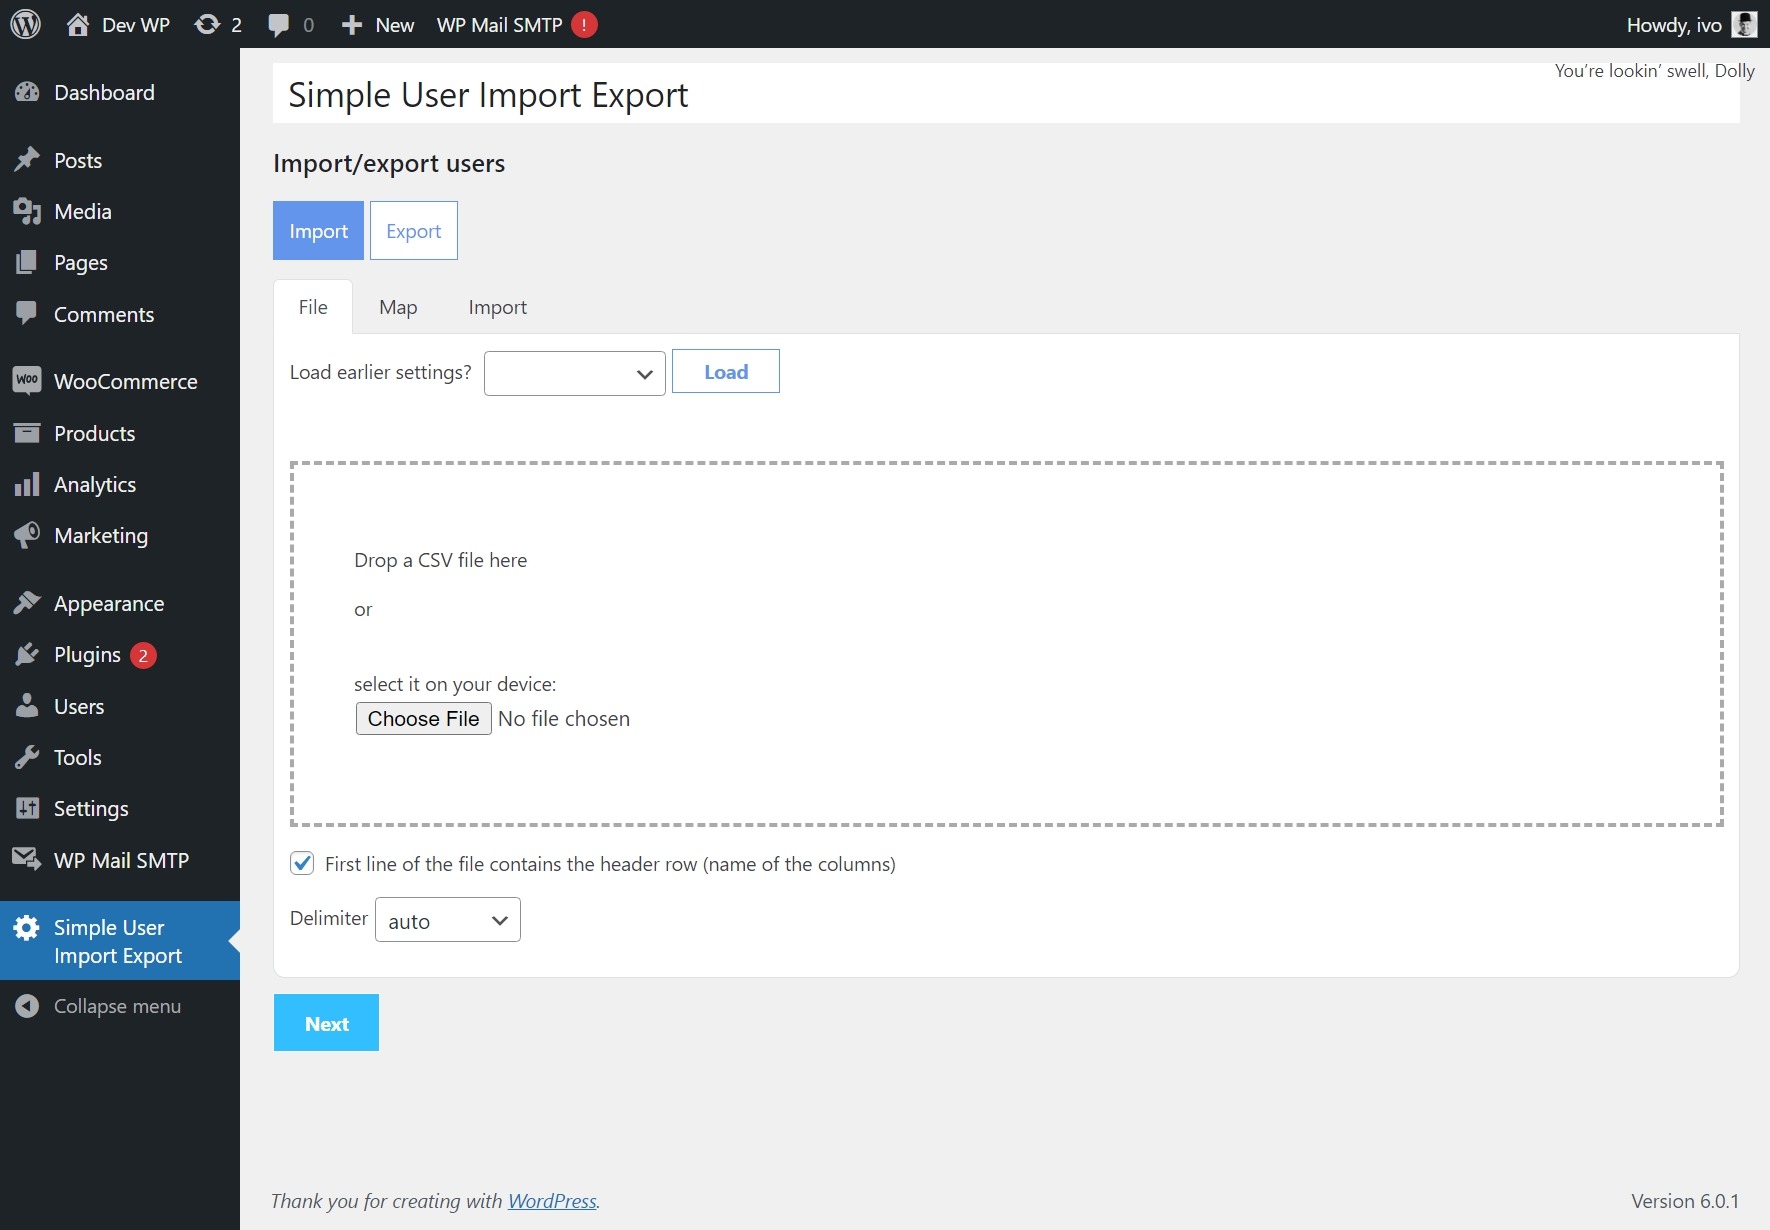 Dev WP
2
0
New
WP Mail SMTP !
Howdy, ivo
You’re lookin’ swell, Dolly
Dashboard
Posts
Media
Pages
Comments
Woo WooCommerce
Products
Analytics
Marketing
Appearance
Plugins 2
Users
Tools
Settings
WP Mail SMTP
Simple User
Import Export
Collapse menu
Simple User Import Export
Import/export users
Import
Export
File
Map
Import
Load earlier settings?
Load
Drop a CSV file here
or
select it on your device:
Choose File No file chosen
First line of the file contains the header row (name of the columns)
Delimiter auto
Next
Thank you for creating with WordPress.
Version 6.0.1